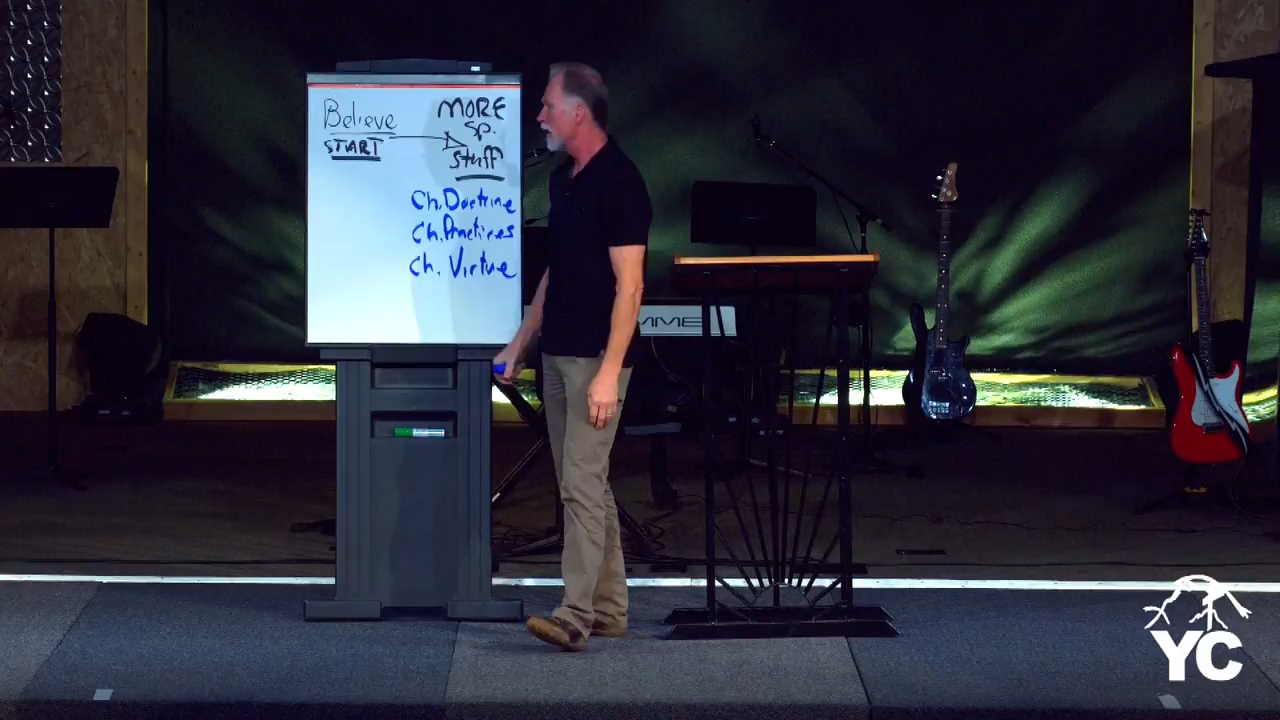 Believe
START
MORE
sp.
stuff
Ch. Doctrine
Ch. Practices
Ch. Virtue
YC